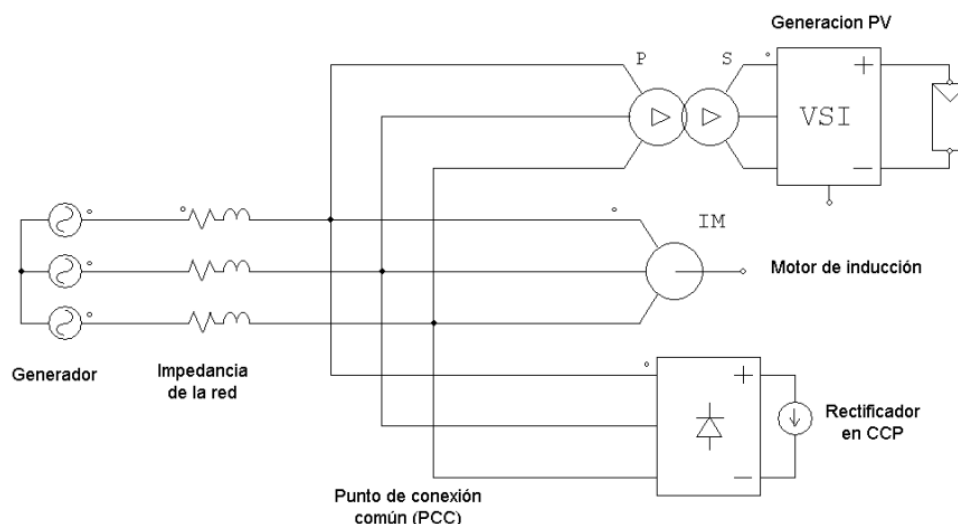 Generacion PV
P
S
+
VSI
−
IM
Motor de inducción
Generador
Impedancia
de la red
+
−
Rectificador
en CCP
Punto de conexión
común (PCC)